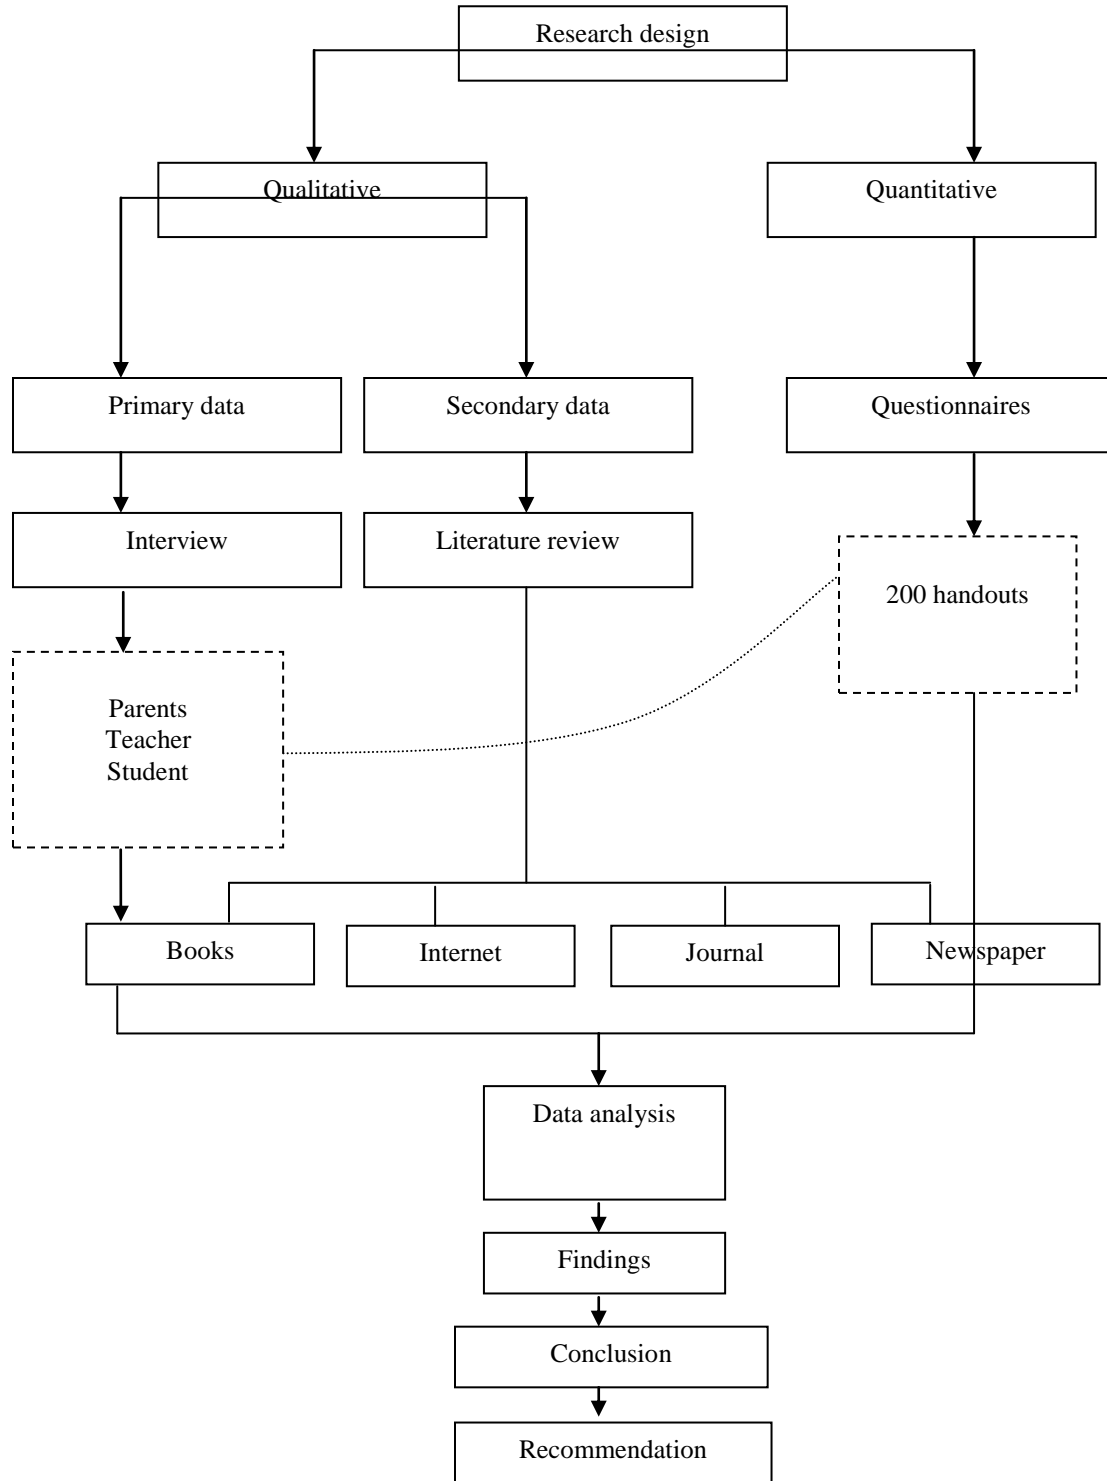 Research design
Qualitative
Quantitative
Primary data
Secondary data
Questionnaires
Interview
Literature review
200 handouts
Parents
Teacher
Student
Books
Internet
Journal
Newspaper
Data analysis
Findings
Conclusion
Recommendation